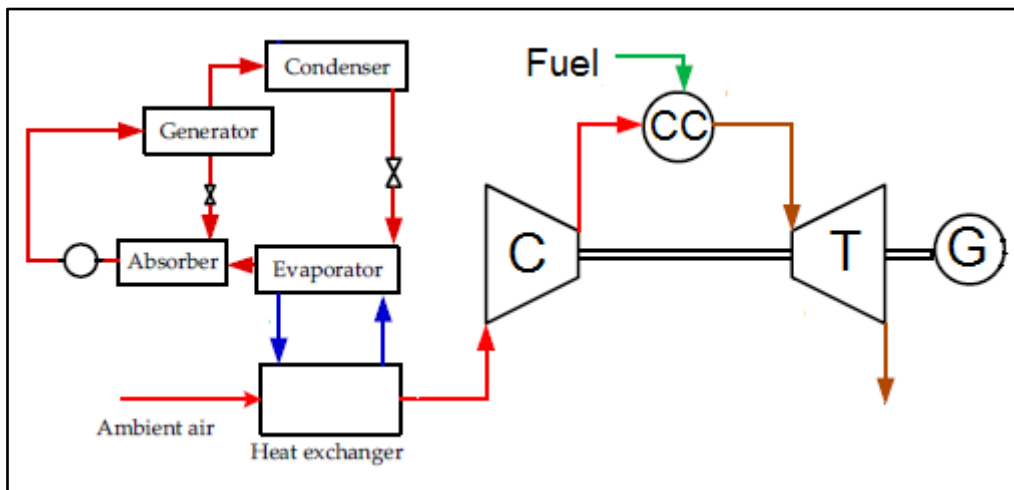 Condenser
Fuel
Generator
CC
Absorber
Evaporator
C
T
G
Ambient air
Heat exchanger